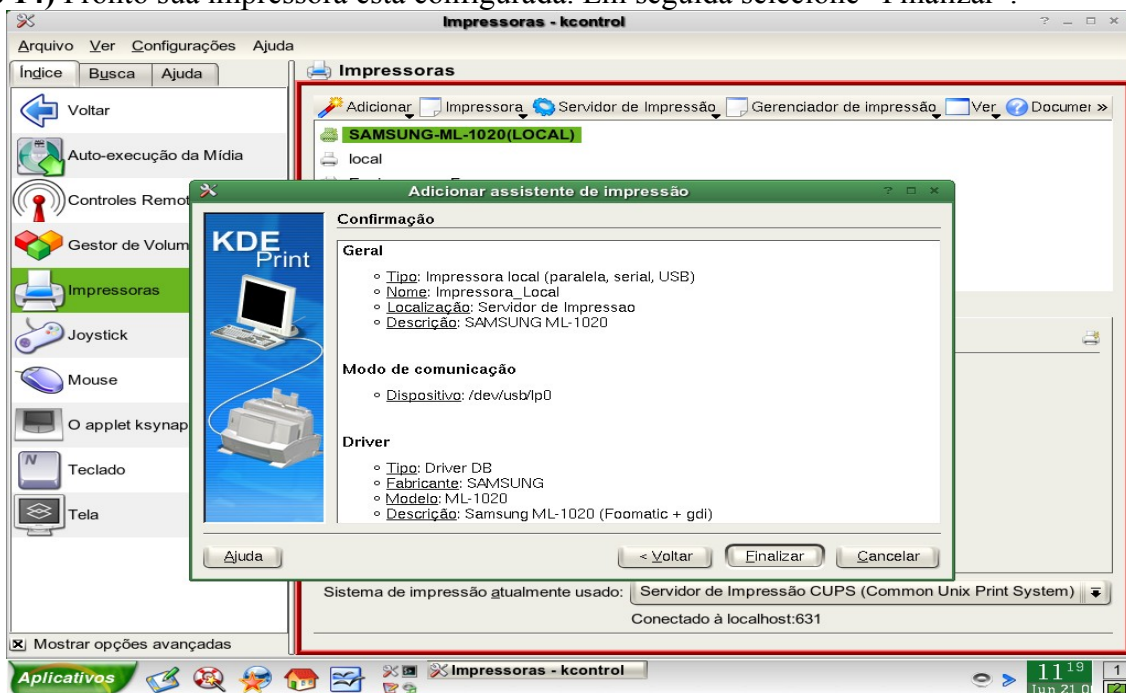 14) Pronto sua impressora está configurada. Em seguida selecione "Finalizar".
Impressoras - kcontrol
Arquivo Ver Configurações Ajuda
Índice Busca Ajuda
Impressoras
Voltar
Auto-execução da Mídia
Controles Remot
Gestor de Volum
Impressoras
Joystick
Mouse
O applet ksynap
Teclado
Tela
Mostrar opções avançadas
Adicionar Impressora Servidor de Impressão Gerenciador de impressão Ver Documer »
SAMSUNG-ML-1020(LOCAL)
local
Adicionar assistente de impressão
KDE
Print
Confirmação
Geral
Tipo: Impressora local (paralela, serial, USB)
Nome: Impressora_Local
Localização: Servidor de Impressao
Descrição: SAMSUNG ML-1020
Modo de comunicação
Dispositivo: /dev/usb/lp0
Driver
Tipo: Driver DB
Fabricante: SAMSUNG
Modelo: ML-1020
Descrição: Samsung ML-1020 (Foomatic + gdi)
Ajuda < Voltar Finalizar Cancelar
Sistema de impressão atualmente usado: Servidor de Impressão CUPS (Common Unix Print System)
Conectado à localhost:631
Aplicativos
Impressoras - kcontrol
11 19
1
2